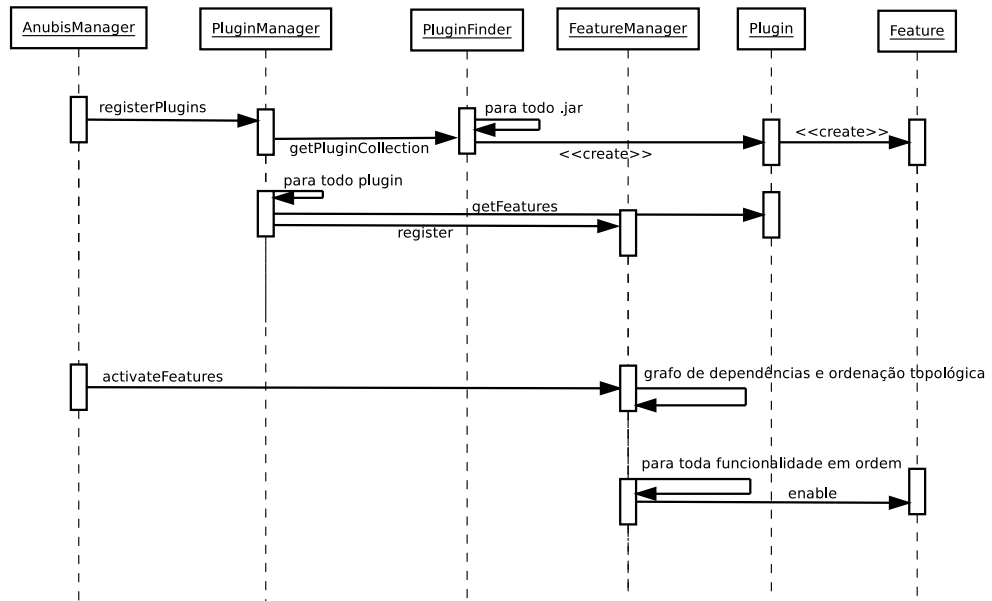 AnubisManager
PluginManager
PluginFinder
FeatureManager
Plugin
Feature
registerPlugins
para todo .jar
<<create>>
getPluginCollection
<<create>>
para todo plugin
getFeatures
register
activateFeatures
grafo de dependências e ordenação topológica
para toda funcionalidade em ordem
enable